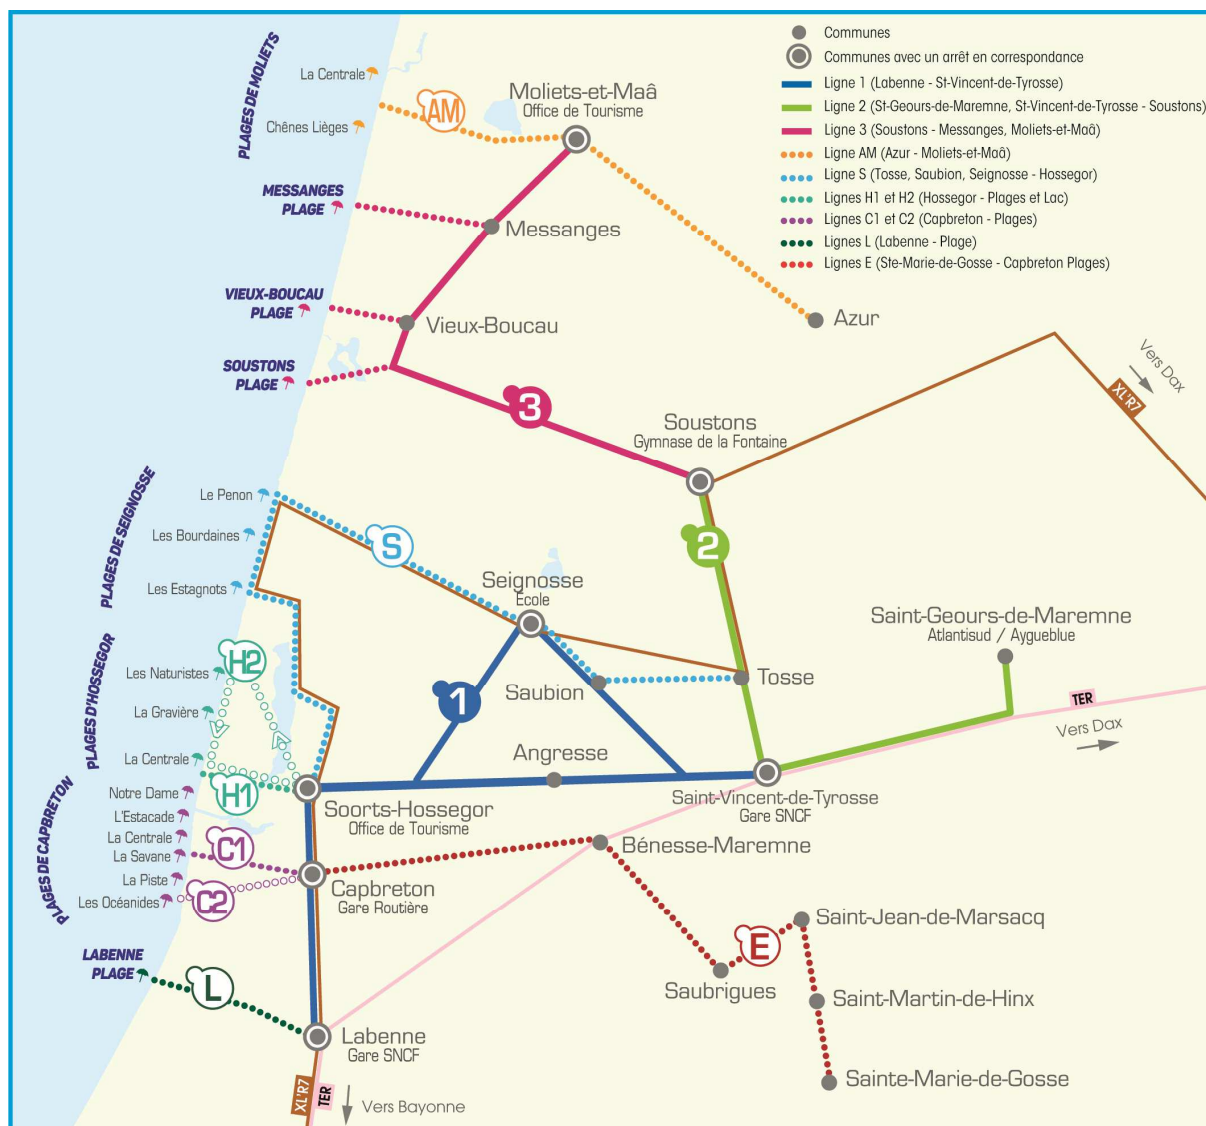 Communes
Communes avec un arrêt en correspondance
Ligne 1 (Labenne - St-Vincent-de-Tyrosse)
Ligne 2 (St-Geours-de-Maremne, St-Vincent-de-Tyrosse - Soustons)
Ligne 3 (Soustons - Messanges, Moliets-et-Maâ)
Ligne AM (Azur - Moliets-et-Maâ)
Ligne S (Tosse, Saubion, Seignosse - Hossegor)
Lignes H1 et H2 (Hossegor - Plages et Lac)
Lignes C1 et C2 (Capbreton - Plages)
Lignes L (Labenne - Plage)
Lignes E (Ste-Marie-de-Gosse - Capbreton Plages)
PLAGES DE MOLIETS
La Centrale
AM
Chênes Lièges
Moliets-et-Maâ
Office de Tourisme
MESSANGES
PLAGE
Messanges
VIEUX-BOUCAU
PLAGE
Vieux-Boucau
Azur
SOUSTONS
PLAGE
3
Vers Dax
XL'R7
Soustons
Gymnase de la Fontaine
PLAGES DE SEIGNOSSE
Le Penon
Les Bourdaines
Les Estagnots
S
2
Seignosse
École
Saint-Geours-de-Maremne
Atlantisud / Aygueblue
PLAGES D'HOSSEGOR
Les Naturistes
H2
La Gravière
La Centrale
H1
1
Saubion
Tosse
TER
Vers Dax
Angresse
Soorts-Hossegor
Office de Tourisme
Saint-Vincent-de-Tyrosse
Gare SNCF
PLAGES DE CAPBRETON
Notre Dame
L'Estacade
La Centrale
La Savane
La Piste
Les Océanides
C1
C2
Capbreton
Gare Routière
Bénesse-Maremne
Saint-Jean-de-Marsacq
E
Saubrigues
Saint-Martin-de-Hinx
Sainte-Marie-de-Gosse
LABENNE
PLAGE
L
Labenne
Gare SNCF
XL'R7
TER
Vers Bayonne